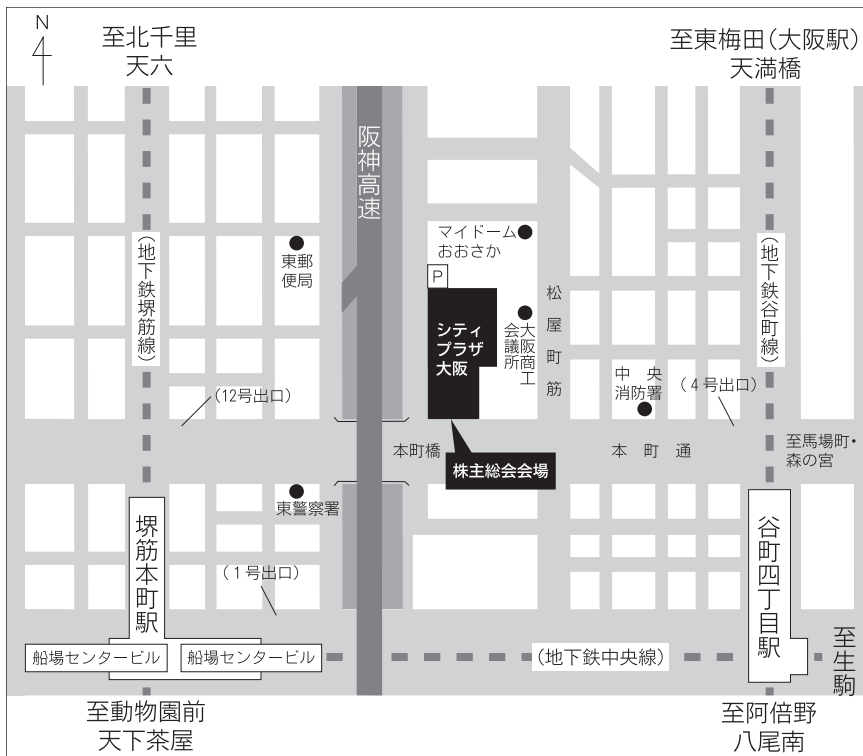 N
至北千里
天六
至東梅田(大阪駅)
天満橋
阪神高速
(地下鉄堺筋線)
東郵
便局
マイドーム
おおさか
P
シティ
プラザ
大阪
大阪商工
会議所
松屋町筋
(地下鉄谷町線)
中央
消防署
(4号出口)
(12号出口)
本町橋
株主総会会場
本町通
至馬場町・
森の宮
東警察署
堺筋本町駅
(1号出口)
谷町四丁目駅
船場センタービル
船場センタービル
(地下鉄中央線)
至生駒
至動物園前
天下茶屋
至阿倍野
八尾南